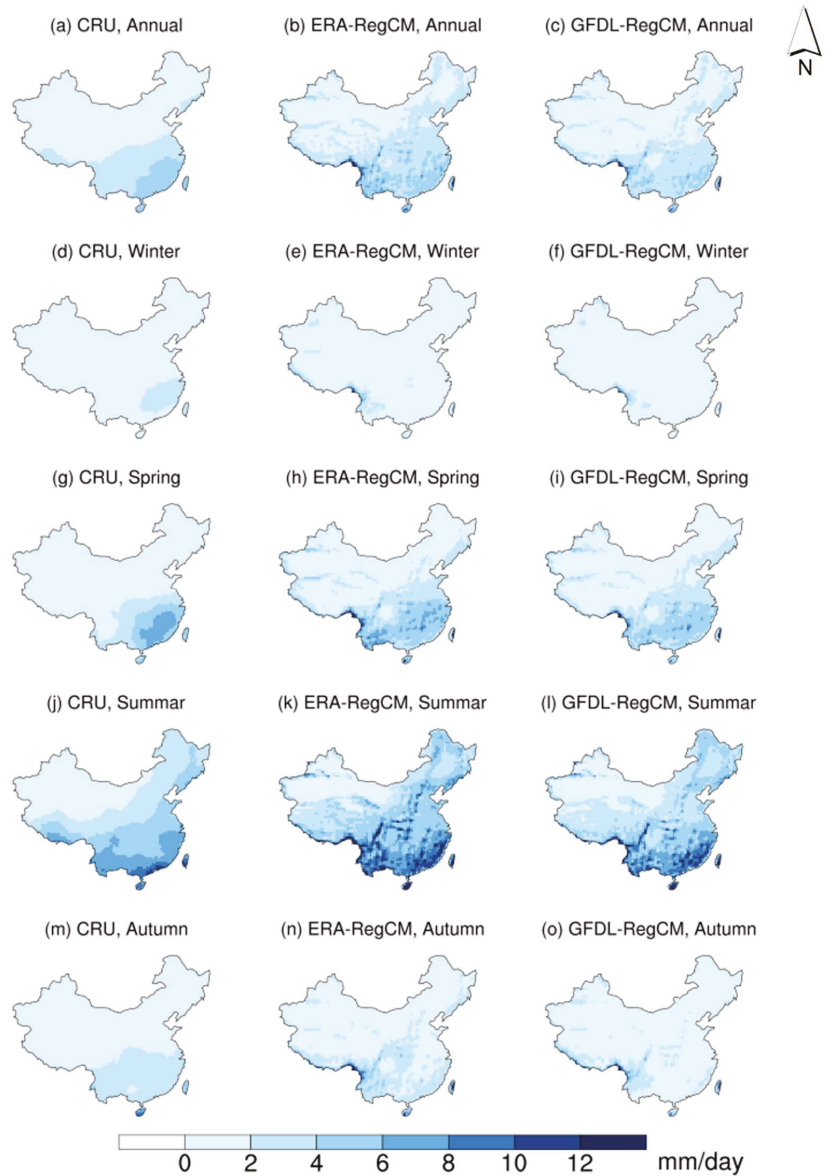 (a) CRU, Annual
(b) ERA-RegCM, Annual
(c) GFDL-RegCM, Annual
N
(d) CRU, Winter
(e) ERA-RegCM, Winter
(f) GFDL-RegCM, Winter
(g) CRU, Spring
(h) ERA-RegCM, Spring
(i) GFDL-RegCM, Spring
(j) CRU, Summar
(k) ERA-RegCM, Summar
(l) GFDL-RegCM, Summar
(m) CRU, Autumn
(n) ERA-RegCM, Autumn
(o) GFDL-RegCM, Autumn
0 2 4 6 8 10 12 mm/day